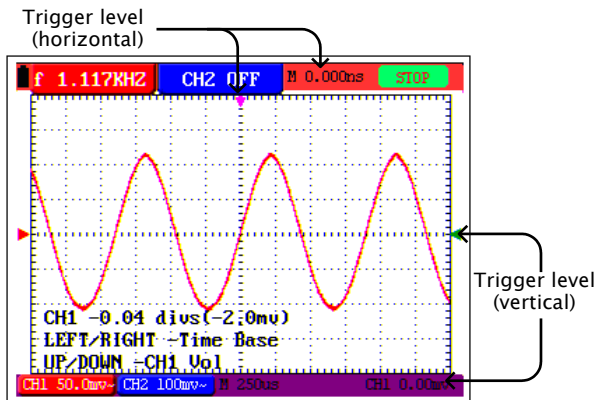 Trigger level
(horizontal)
f 1.117KHZ CH2 OFF M 0.000ns STOP
Trigger level
(vertical)
CH1 -0.04 divs(-2.0mv)
LEFT/RIGHT -Time Base
UP/DOWN -CH1 Vol
CH1 50.0mv~ CH2 100mv~ M 250us CH1 0.00mv